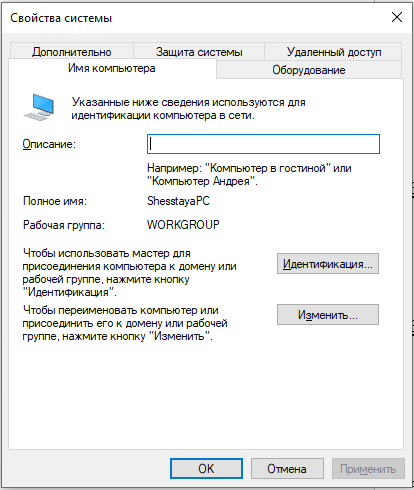 Свойства системы
Дополнительно
Защита системы
Удаленный доступ
Имя компьютера
Оборудование
Указанные ниже сведения используются для
идентификации компьютера в сети.
Описание:
Например: "Компьютер в гостиной" или
"Компьютер Андрея".
Полное имя:
ShesstayaPC
Рабочая группа:
WORKGROUP
Чтобы использовать мастер для
присоединения компьютера к домену или
рабочей группе, нажмите кнопку
"Идентификация".
Идентификация...
Чтобы переименовать компьютер или
присоединить его к домену или рабочей
группе, нажмите кнопку "Изменить".
Изменить...
ОК
Отмена
Применить